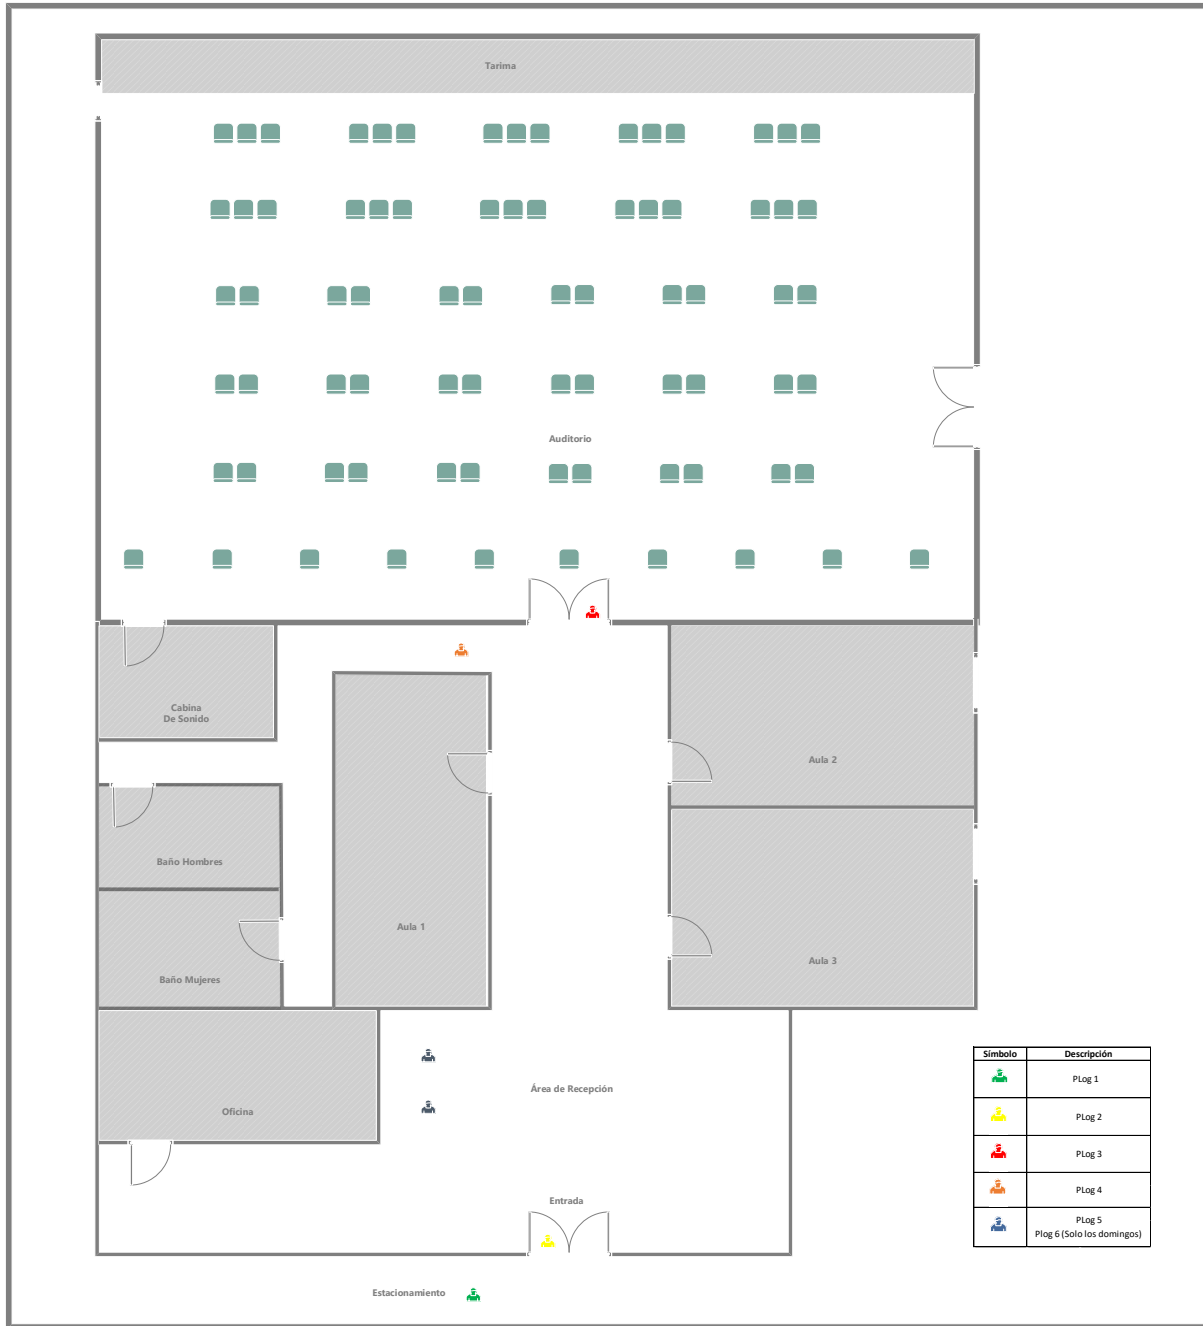 Tarima
Auditorio
Cabina
De Sonido
Aula 2
Baño Hombres
Aula 1
Aula 3
Baño Mujeres
Símbolo Descripción
PLog 1
PLog 2
PLog 3
PLog 4
PLog 5
Plog 6 (Solo los domingos)
Área de Recepción
Oficina
Entrada
Estacionamiento